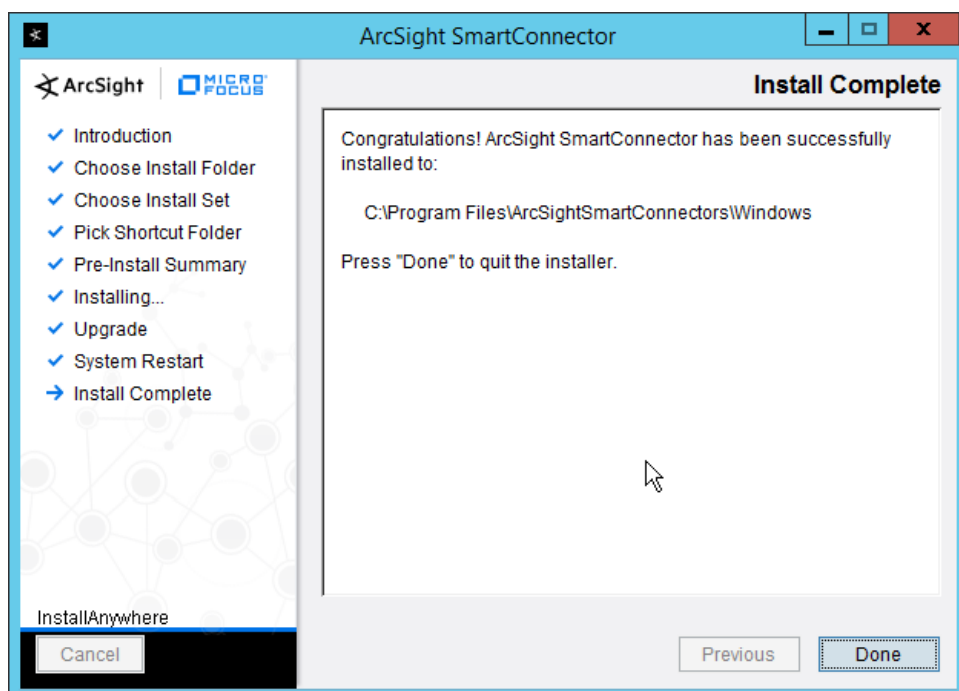 ArcSight SmartConnector
ArcSight
MICRO
FOCUS
Install Complete
Introduction
Choose Install Folder
Choose Install Set
Pick Shortcut Folder
Pre-Install Summary
Installing...
Upgrade
System Restart
Install Complete
Congratulations! ArcSight SmartConnector has been successfully
installed to:
C:\Program Files\ArcSightSmartConnectors\Windows
Press "Done" to quit the installer.
InstallAnywhere
Cancel
Previous
Done